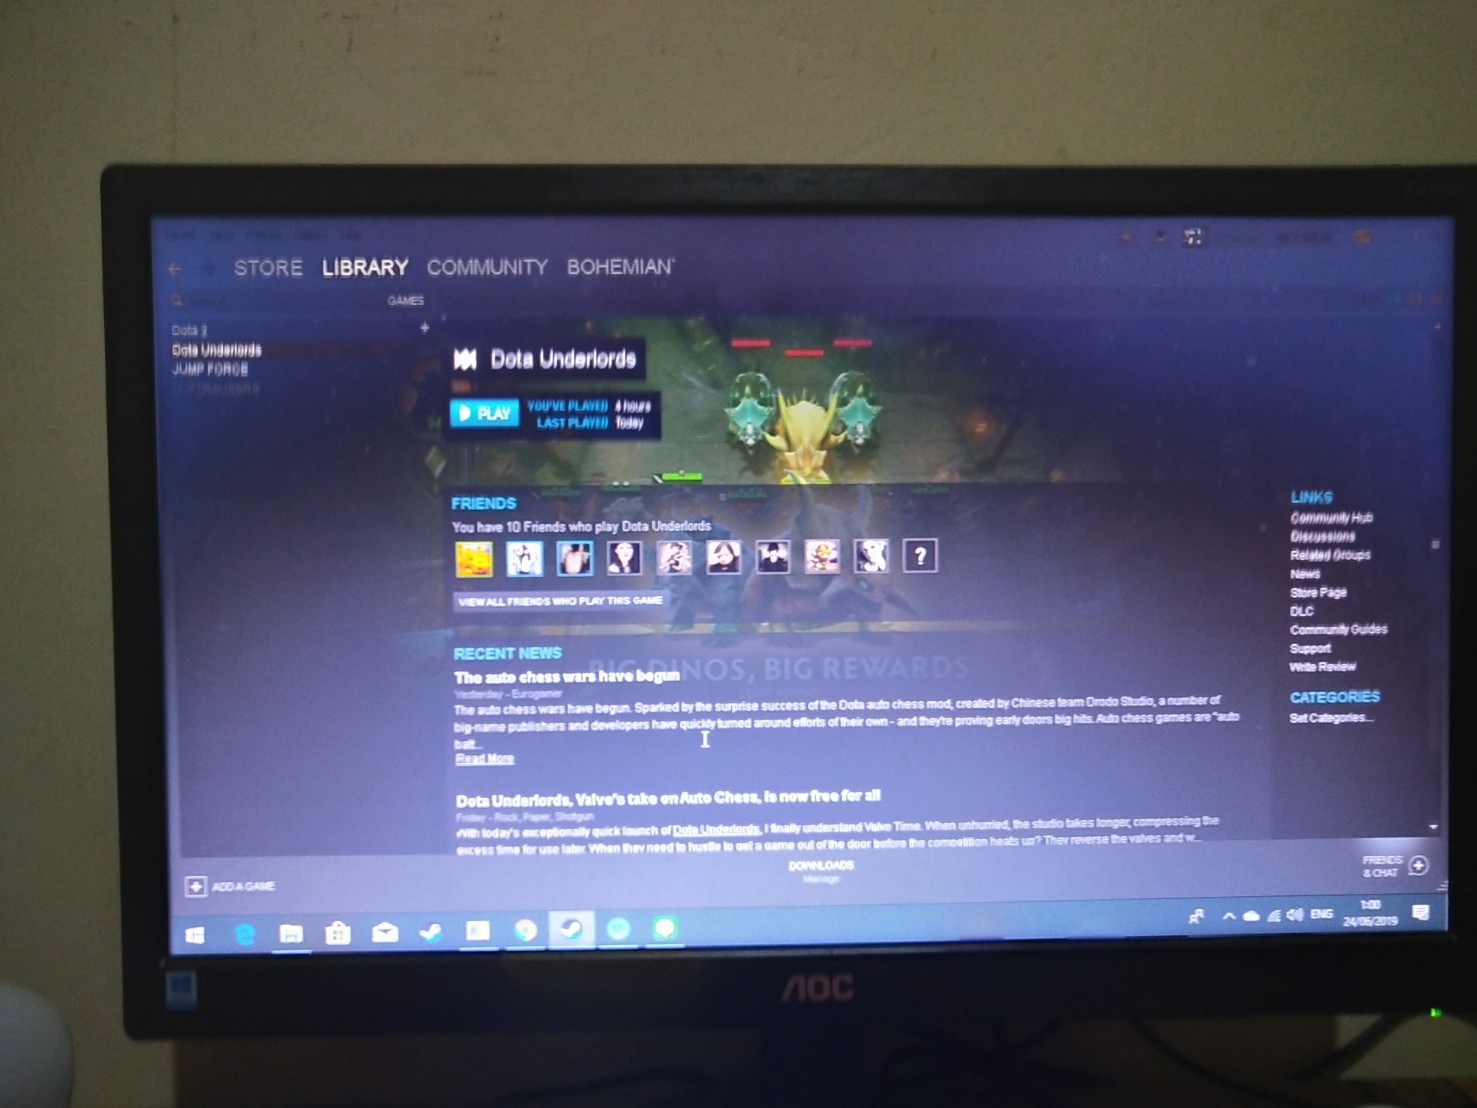 STORE LIBRARY COMMUNITY BOHEMIAN
GAMES
Dota 2
+
Dota Underlords
JUMP FORCE
Dota Underlords
PLAY
YOU'VE PLAYED 4 hours
LAST PLAYED Today
FRIENDS
You have 10 Friends who play Dota Underlords
?
VIEW ALL FRIENDS WHO PLAY THIS GAME
BIG DINOS, BIG REWARDS
RECENT NEWS
The auto chess wars have begun
Yesterday - Eurogamer
The auto chess wars have begun. Sparked by the surprise success of the Dota auto chess mod, created by Chinese team Drodo Studio, a number of
big-name publishers and developers have quickly turned around efforts of their own - and they're proving early doors big hits. Auto chess games are "auto
batt...
Read More
Dota Underlords, Valve's take on Auto Chess, is now free for all
Friday - Rock, Paper, Shotgun
With today's exceptionally quick launch of Dota Underlords, I finally understand Valve Time. When unhurried, the studio takes longer, compressing the
excess time for use later. When they need to hustle to get a game out of the door before the competition heats up? They reverse the valves and w...
LINKS
Community Hub
Discussions
Related Groups
News
Store Page
DLC
Community Guides
Support
Write Review
CATEGORIES
Set Categories...
+ ADD A GAME
DOWNLOADS
Manage
FRIENDS
& CHAT
ENG
1:00
24/06/2019
AOC